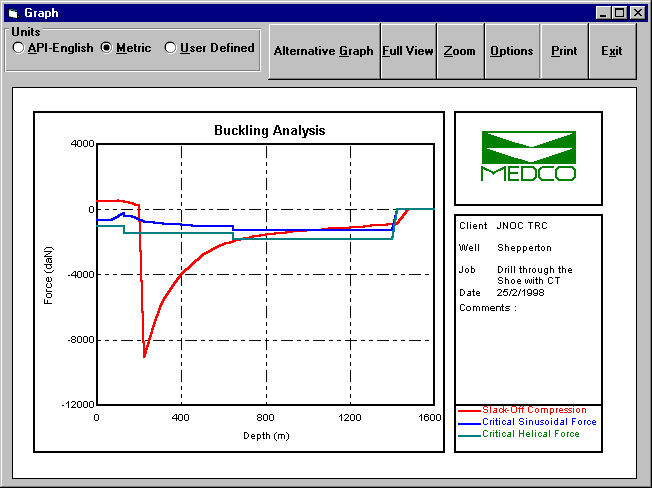 Graph
Units
API-English Metric User Defined
Alternative Graph Full View Zoom Options Print Exit
Buckling Analysis
4000
0
-4000
-8000
-12000
Force (daN)
0 400 800 1200 1600
Depth (m)
MEDCO
Client JNOC TRC
Well Shepperton
Job Drill through the
Shoe with CT
Date 25/2/1998
Comments :
Slack-Off Compression
Critical Sinusoidal Force
Critical Helical Force